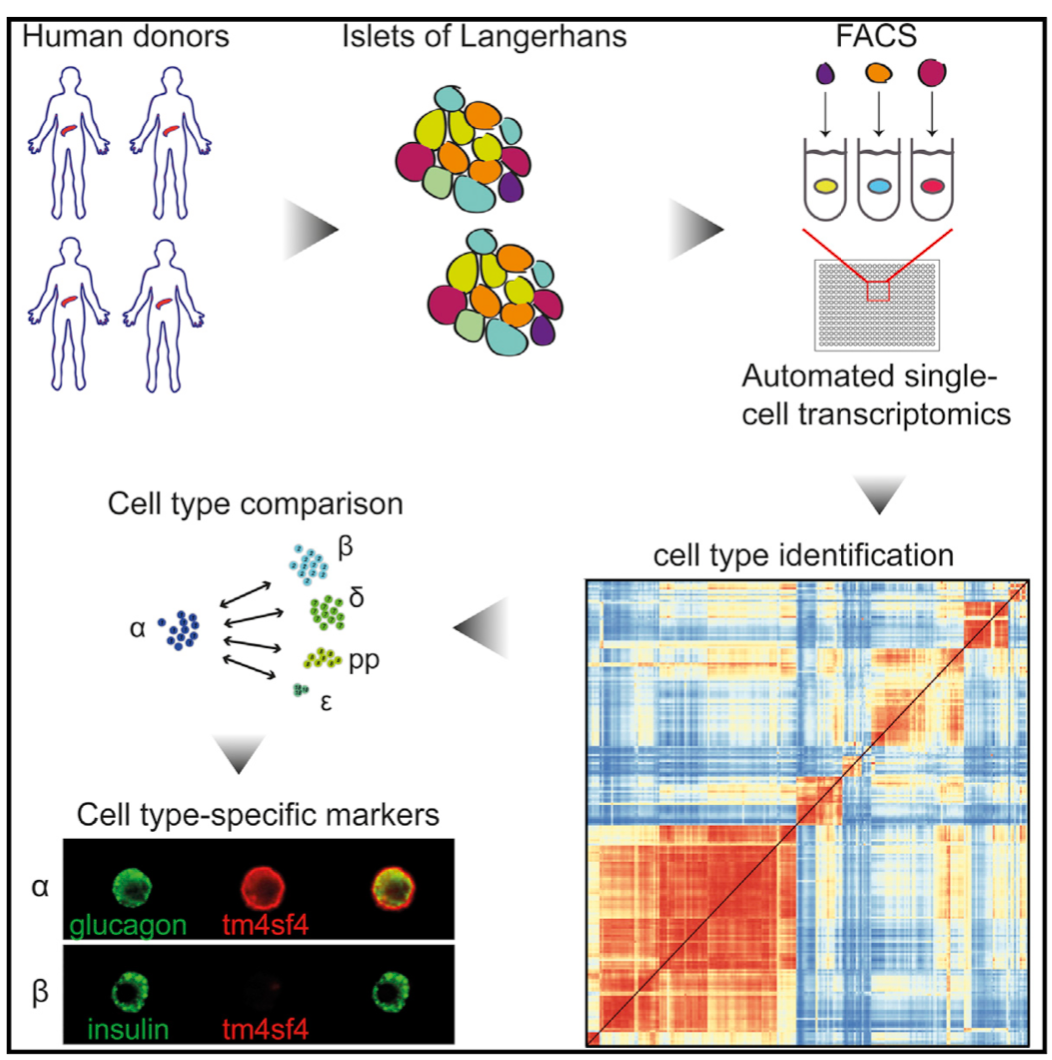 Human donors
Islets of Langerhans
FACS
Automated single-
cell transcriptomics
cell type identification
Cell type comparison
α
β
δ
pp
ε
Cell type-specific markers
α
glucagon
tm4sf4
β
insulin
tm4sf4